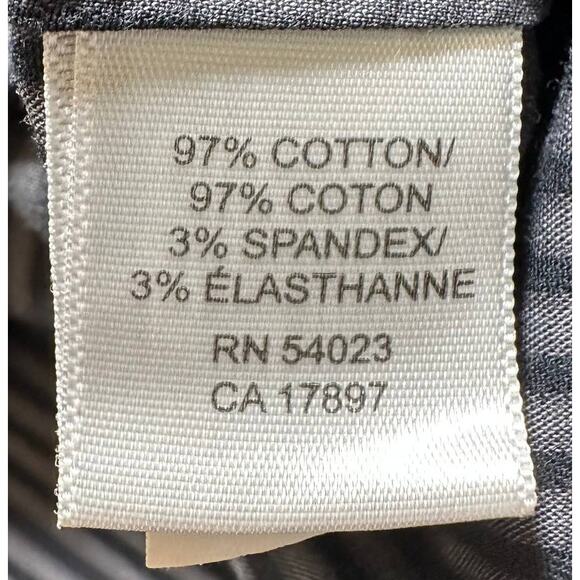 97% COTTON/
97% COTON
3% SPANDEX/
3% ÉLASTHANNE
RN 54023
CA 17897